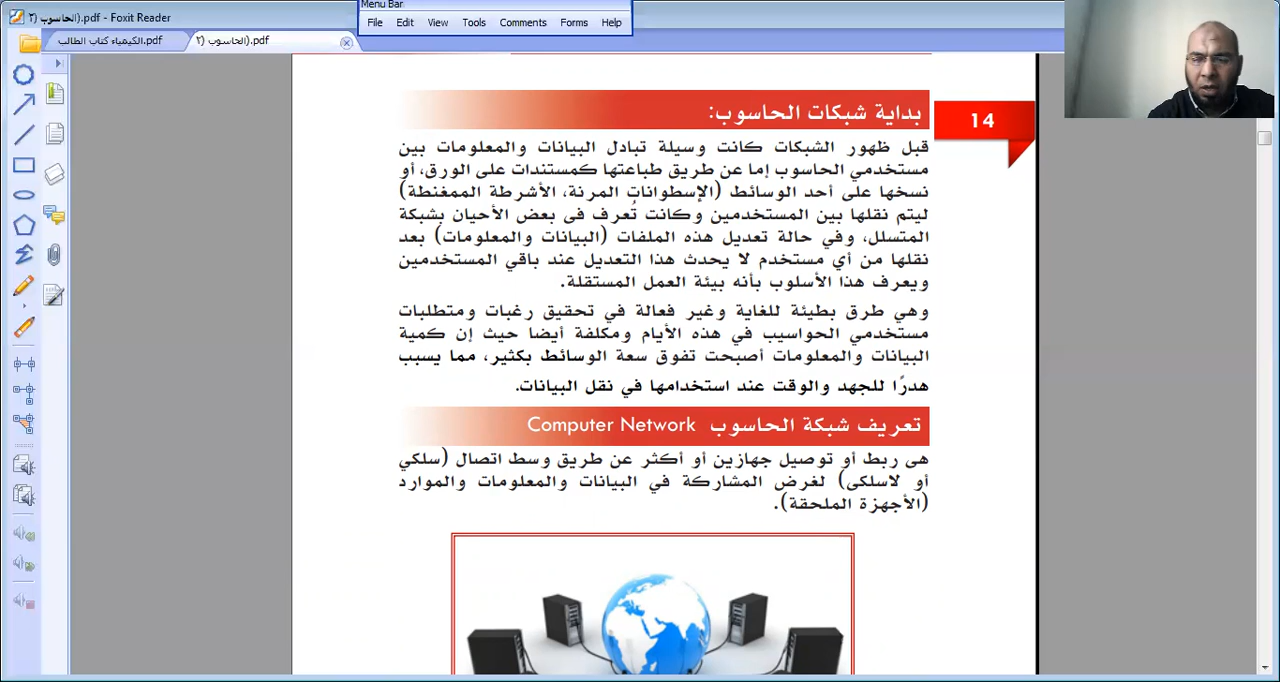 الحاسوب (٢).pdf - Foxit Reader
Menu Bar
File Edit View Tools Comments Forms Help
الكيمياء كتاب الطالب.pdf
الحاسوب (٢).pdf
14
بداية شبكات الحاسوب:
قبل ظهور الشبكات كانت وسيلة تبادل البيانات والمعلومات بين
مستخدمي الحاسوب إما عن طريق طباعتها كمستندات على الورق، أو
نسخها على أحد الوسائط (الإسطوانات المرنة، الأشرطة الممغنطة)
ليتم نقلها بين المستخدمين وكانت تُعرف فى بعض الأحيان بشبكة
المتسلل، وفي حالة تعديل هذه الملفات (البيانات والمعلومات) بعد
نقلها من أي مستخدم لا يحدث هذا التعديل عند باقي المستخدمين
ويعرف هذا الأسلوب بأنه بيئة العمل المستقلة.
وهي طرق بطيئة للغاية وغير فعالة في تحقيق رغبات ومتطلبات
مستخدمي الحواسيب في هذه الأيام ومكلفة أيضا حيث إن كمية
البيانات والمعلومات أصبحت تفوق سعة الوسائط بكثير، مما يسبب
هدرًا للجهد والوقت عند استخدامها في نقل البيانات.
تعريف شبكة الحاسوب Computer Network
هى ربط أو توصيل جهازين أو أكثر عن طريق وسط اتصال (سلكي
أو لاسلكى) لغرض المشاركة في البيانات والمعلومات والموارد
(الأجهزة الملحقة).